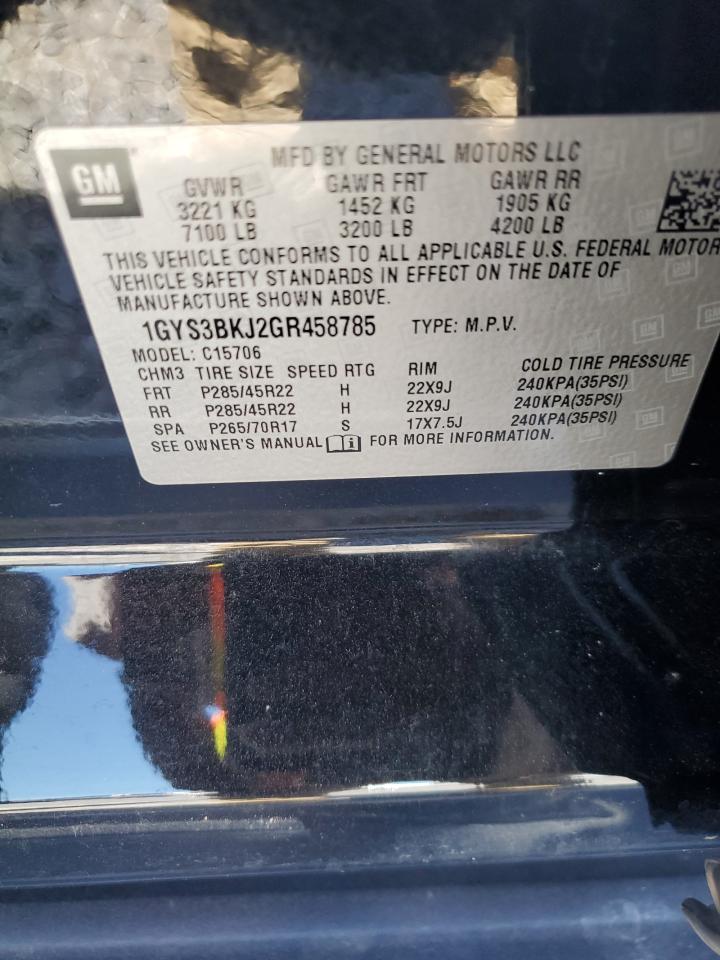 GM
MFD BY GENERAL MOTORS LLC
GVWR GAWR FRT GAWR RR
3221 KG 1452 KG 1905 KG
7100 LB 3200 LB 4200 LB
THIS VEHICLE CONFORMS TO ALL APPLICABLE U.S. FEDERAL MOTOR
VEHICLE SAFETY STANDARDS IN EFFECT ON THE DATE OF
MANUFACTURE SHOWN ABOVE.
1GYS3BKJ2GR458785 TYPE: M.P.V.
MODEL: C15706
CHM3 TIRE SIZE SPEED RTG RIM COLD TIRE PRESSURE
FRT P285/45R22 H 22X9J 240KPA(35PSI)
RR P285/45R22 H 22X9J 240KPA(35PSI)
SPA P265/70R17 S 17X7.5J 240KPA(35PSI)
SEE OWNER'S MANUAL FOR MORE INFORMATION.